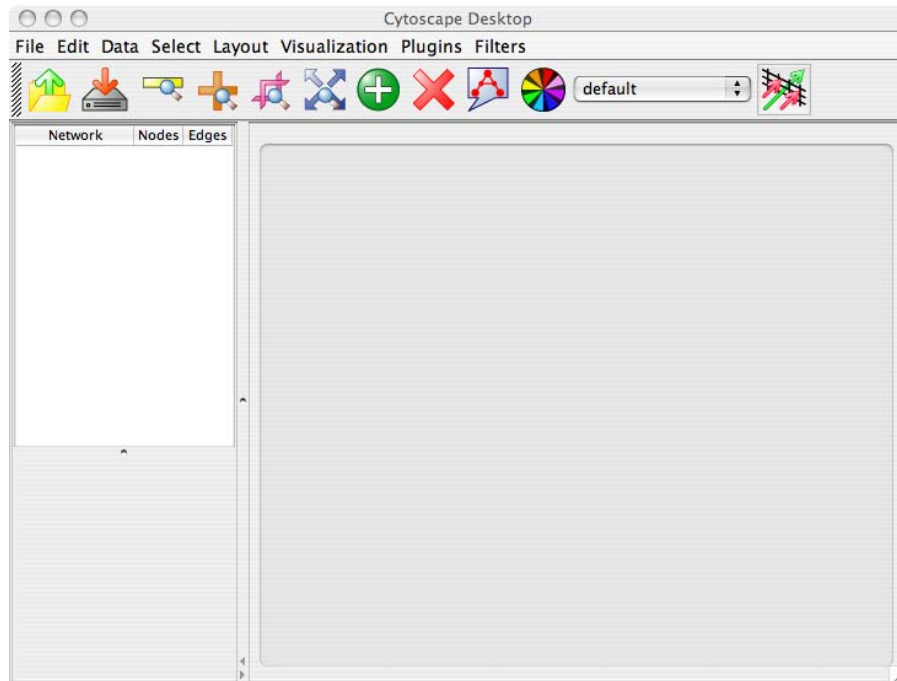 Cytoscape Desktop
File Edit Data Select Layout Visualization Plugins Filters
default
Network Nodes Edges